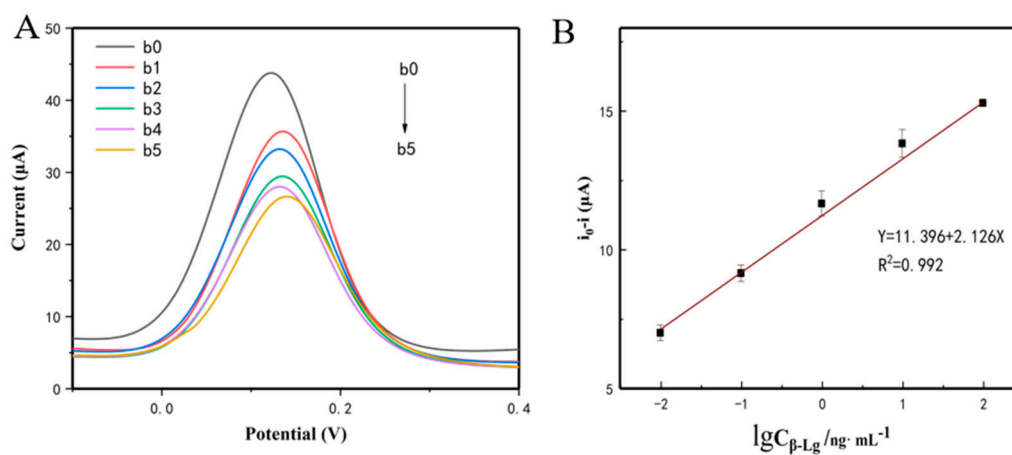 A
50
40
30
20
10
0
0.0
0.2
0.4
Current (μA)
Potential (V)
b0
b1
b2
b3
b4
b5
b0
b5
B
15
10
5
-2
-1
0
1
2
i₀-i (μA)
Y=11.396+2.126X
R²=0.992
lgCβ-Lg /ng· mL⁻¹